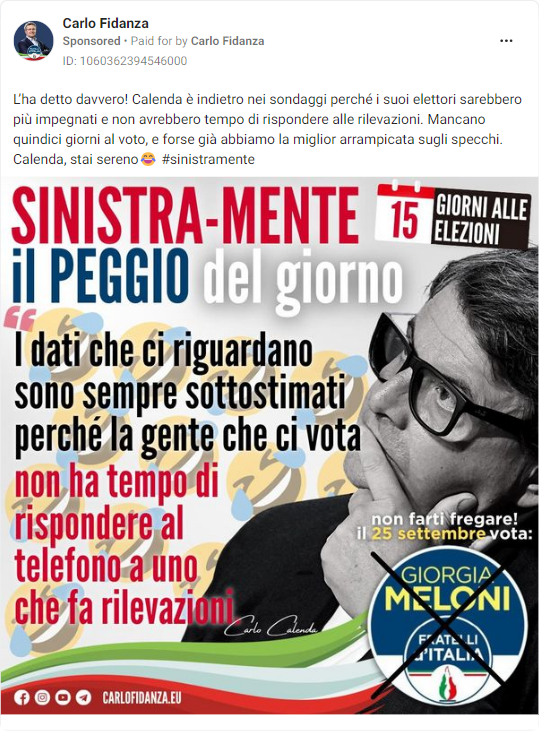 Carlo Fidanza
Sponsored • Paid for by Carlo Fidanza
ID: 1060362394546000
L'ha detto davvero! Calenda è indietro nei sondaggi perché i suoi elettori sarebbero
più impegnati e non avrebbero tempo di rispondere alle rilevazioni. Mancano
quindici giorni al voto, e forse già abbiamo la miglior arrampicata sugli specchi.
Calenda, stai sereno😂 #sinistramente
SINISTRA-MENTE
il PEGGIO del giorno
15
GIORNI ALLE
ELEZIONI
“
I dati che ci riguardano
sono sempre sottostimati
perché la gente che ci vota
non ha tempo di
rispondere al
telefono a uno
che fa rilevazioni
Carlo Calenda
non farti fregare!
il 25 settembre vota:
GIORGIA
MELONI
FRATELLI
d'ITALIA
CARLOFIDANZA.EU